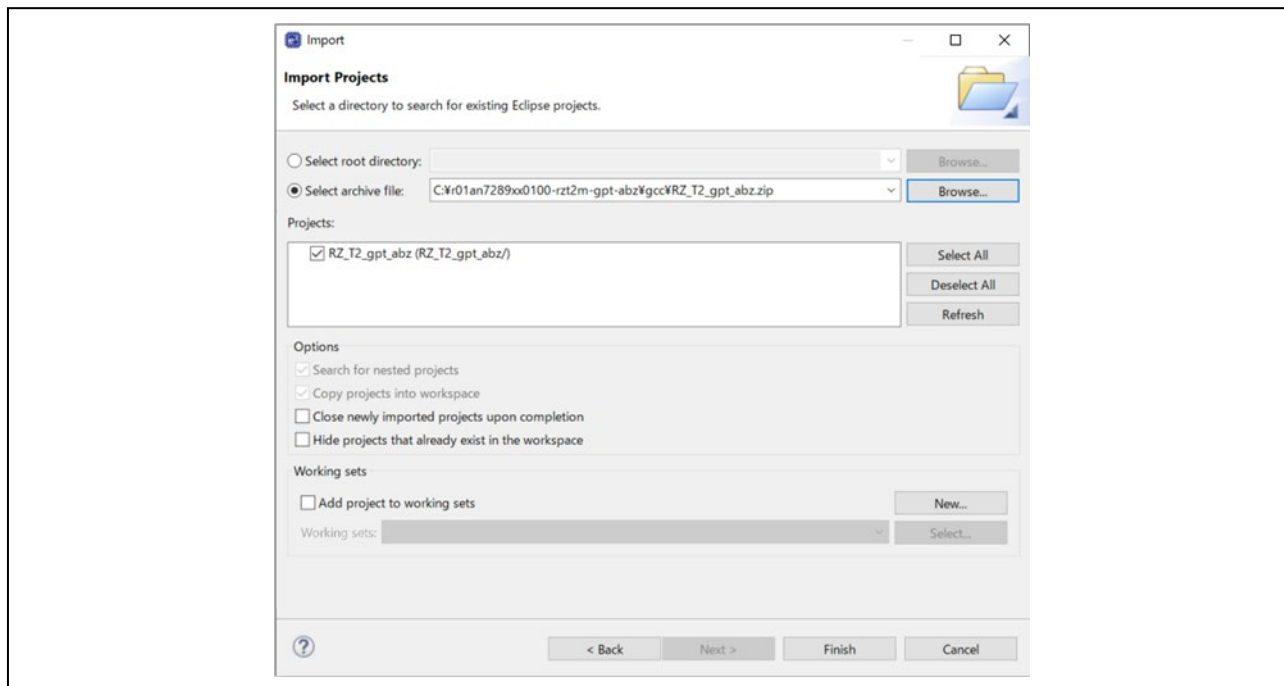 Import
Import Projects
Select a directory to search for existing Eclipse projects.
Select root directory:
Browse...
Select archive file: C:¥r01an7289xx0100-rzt2m-gpt-abz¥gcc¥RZ_T2_gpt_abz.zip Browse...
Projects:
RZ_T2_gpt_abz (RZ_T2_gpt_abz/)
Select All
Deselect All
Refresh
Options
Search for nested projects
Copy projects into workspace
Close newly imported projects upon completion
Hide projects that already exist in the workspace
Working sets
Add project to working sets New...
Working sets: Select...
? < Back Next > Finish Cancel